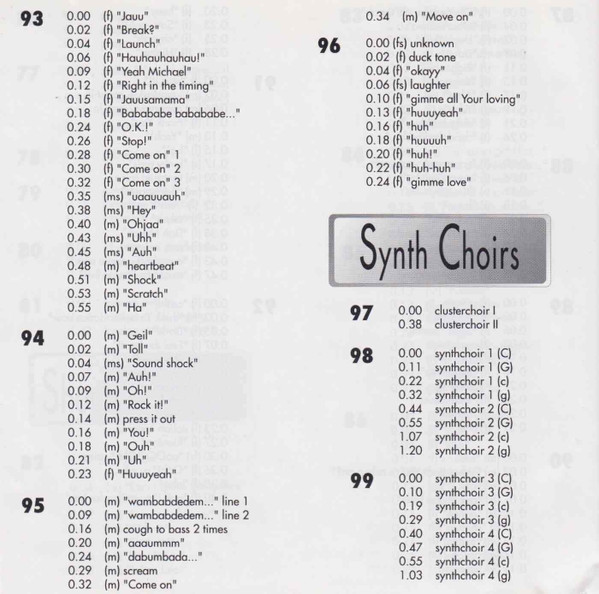 93 0.00 (f) "Jauu"
0.02 (f) "Break?"
0.04 (f) "Launch"
0.06 (f) "Hauhauhauhau!"
0.09 (f) "Yeah Michael"
0.12 (f) "Right in the timing"
0.15 (f) "Jauusamama"
0.18 (f) "Babababe babababe..."
0.24 (f) "O.K.!"
0.26 (f) "Stop!"
0.28 (f) "Come on" 1
0.30 (f) "Come on" 2
0.32 (f) "Come on" 3
0.35 (ms) "uaauuauh"
0.38 (ms) "Hey"
0.40 (m) "Ohjaa"
0.43 (ms) "Uhh"
0.45 (ms) "Auh"
0.48 (m) "heartbeat"
0.51 (m) "Shock"
0.53 (m) "Scratch"
0.55 (m) "Ha"
94 0.00 (m) "Geil"
0.02 (m) "Toll"
0.04 (ms) "Sound shock"
0.07 (m) "Auh!"
0.09 (m) "Oh!"
0.12 (m) "Rock it!"
0.14 (m) press it out
0.16 (m) "You!"
0.18 (m) "Ouh"
0.21 (m) "Uh"
0.23 (f) "Huuuyeah"
95 0.00 (m) "wambabdedem..." line 1
0.09 (m) "wambabdedem..." line 2
0.16 (m) cough to bass 2 times
0.20 (m) "aaaummm"
0.24 (m) "dabumbada..."
0.29 (m) scream
0.32 (m) "Come on"
0.34 (m) "Move on"
96 0.00 (fs) unknown
0.02 (f) duck tone
0.04 (f) "okayy"
0.06 (fs) laughter
0.10 (f) "gimme all Your loving"
0.13 (f) "huuuyeah"
0.16 (f) "huh"
0.18 (f) "huuuuh"
0.20 (f) "huh!"
0.22 (f) "huh-huh"
0.24 (f) "gimme love"
Synth Choirs
97 0.00 clusterchoir I
0.38 clusterchoir II
98 0.00 synthchoir 1 (C)
0.11 synthchoir 1 (G)
0.22 synthchoir 1 (c)
0.32 synthchoir 1 (g)
0.44 synthchoir 2 (C)
0.55 synthchoir 2 (G)
1.07 synthchoir 2 (c)
1.20 synthchoir 2 (g)
99 0.00 synthchoir 3 (C)
0.10 synthchoir 3 (G)
0.19 synthchoir 3 (c)
0.29 synthchoir 3 (g)
0.40 synthchoir 4 (C)
0.47 synthchoir 4 (G)
0.55 synthchoir 4 (c)
1.03 synthchoir 4 (g)